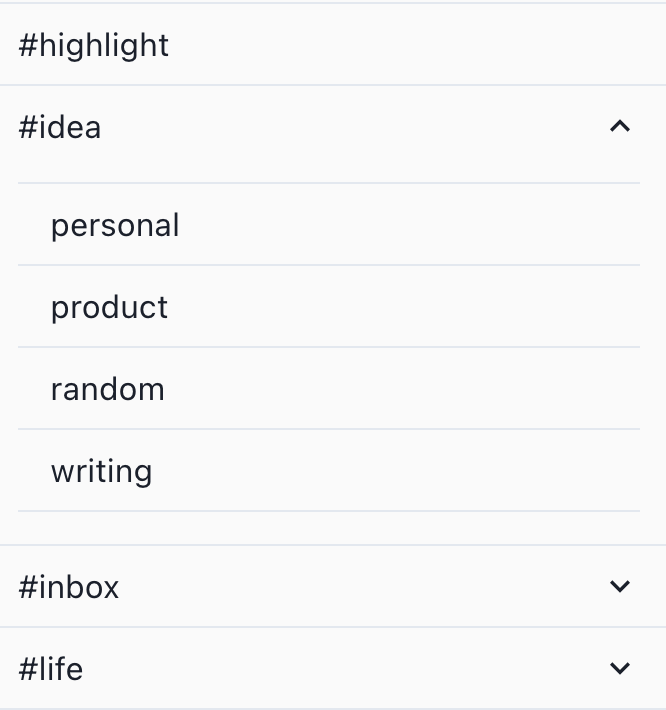 #highlight
#idea
personal
product
random
writing
#inbox
#life